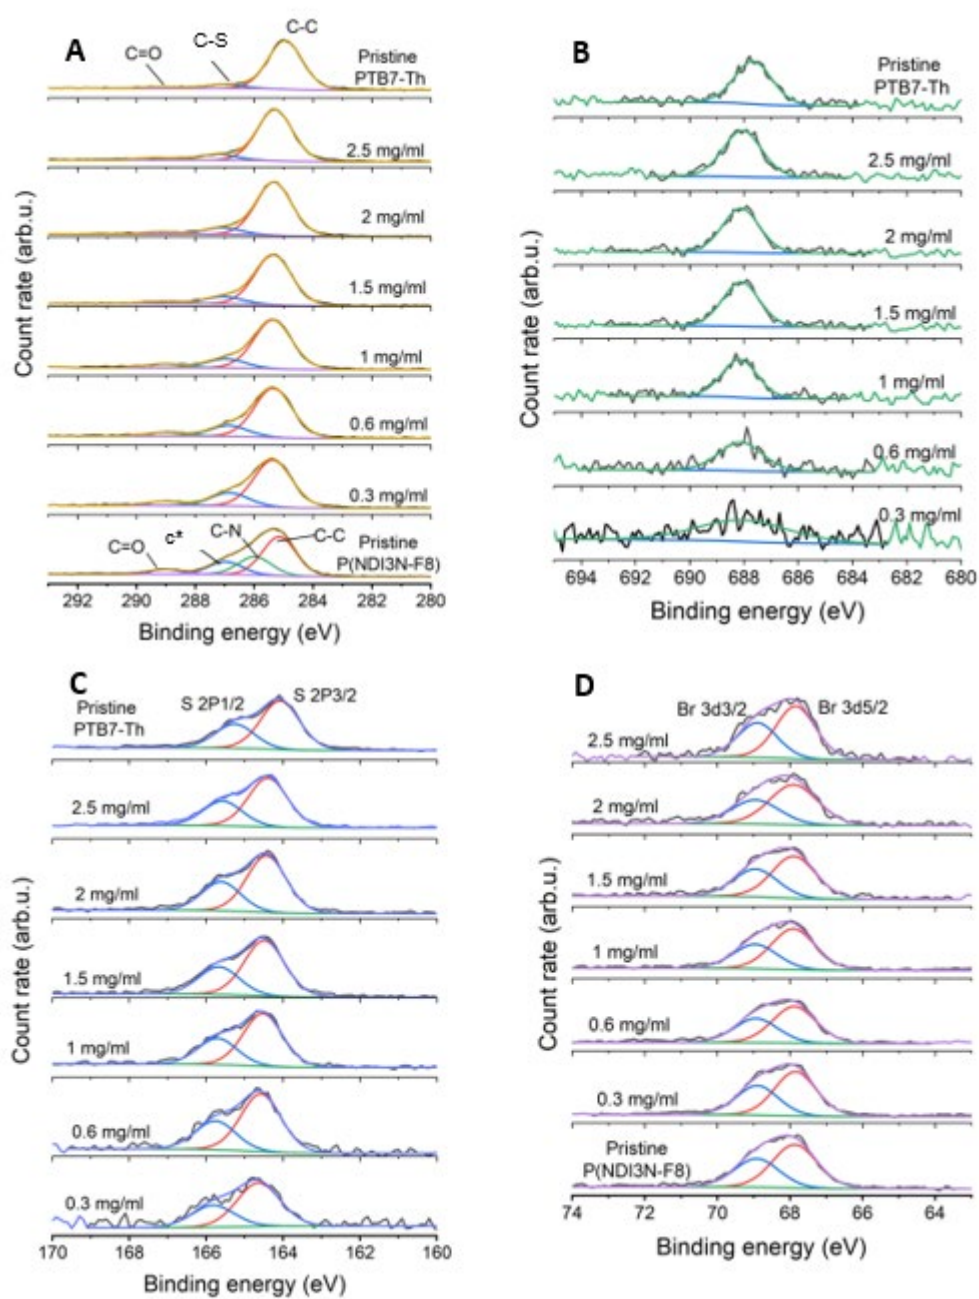 A
C=O
C-S
C-C
Pristine
PTB7-Th
2.5 mg/ml
2 mg/ml
1.5 mg/ml
1 mg/ml
0.6 mg/ml
0.3 mg/ml
C=O
c*
C-N
C-C
Pristine
P(NDI3N-F8)
292 290 288 286 284 282 280
Binding energy (eV)
Count rate (arb.u.)
B
Pristine
PTB7-Th
2.5 mg/ml
2 mg/ml
1.5 mg/ml
1 mg/ml
0.6 mg/ml
0.3 mg/ml
694 692 690 688 686 684 682 680
Binding energy (eV)
Count rate (arb.u.)
C
Pristine
PTB7-Th
S 2P1/2
S 2P3/2
2.5 mg/ml
2 mg/ml
1.5 mg/ml
1 mg/ml
0.6 mg/ml
0.3 mg/ml
170 168 166 164 162 160
Binding energy (eV)
Count rate (arb.u.)
D
Br 3d3/2
Br 3d5/2
2.5 mg/ml
2 mg/ml
1.5 mg/ml
1 mg/ml
0.6 mg/ml
0.3 mg/ml
Pristine
P(NDI3N-F8)
74 72 70 68 66 64
Binding energy (eV)
Count rate (arb.u.)